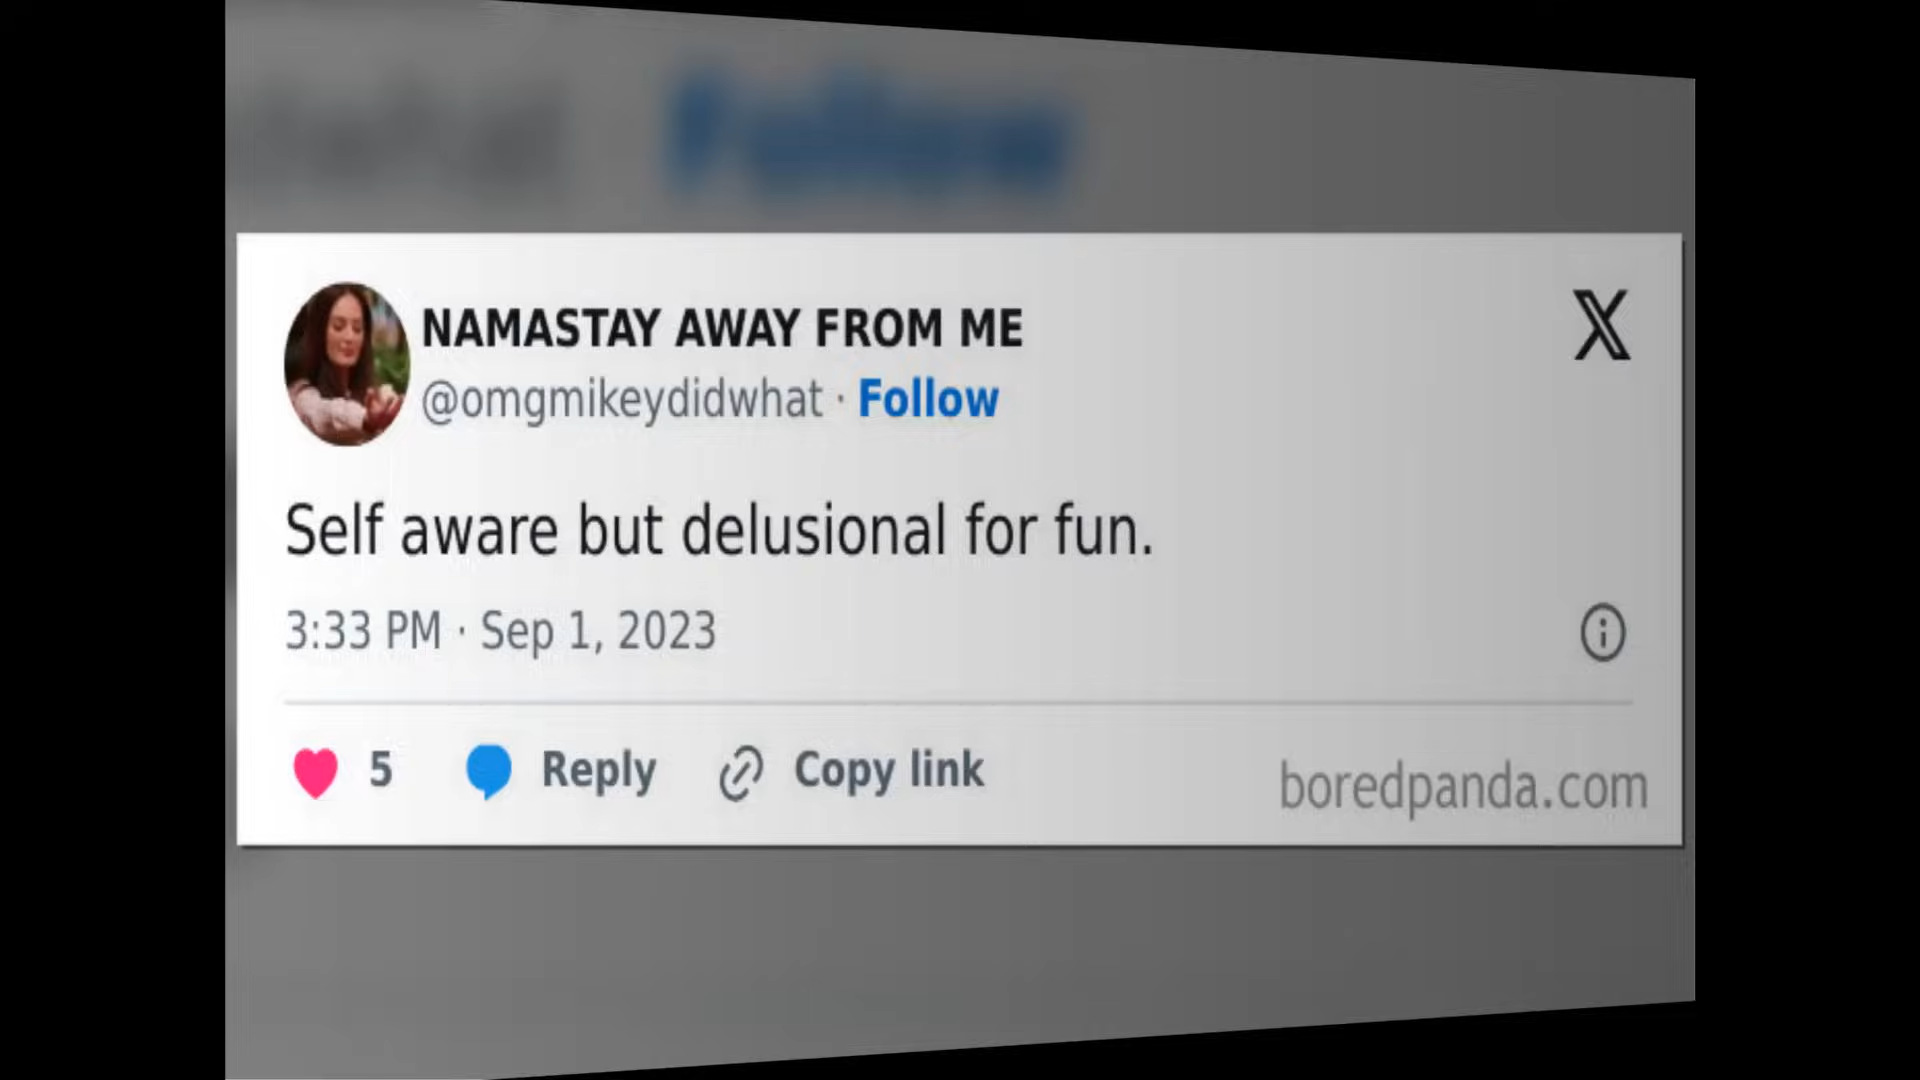 Follow
NAMASTAY AWAY FROM ME
@omgmikeydidwhat · Follow
Self aware but delusional for fun.
3:33 PM · Sep 1, 2023
5 Reply Copy link
boredpanda.com